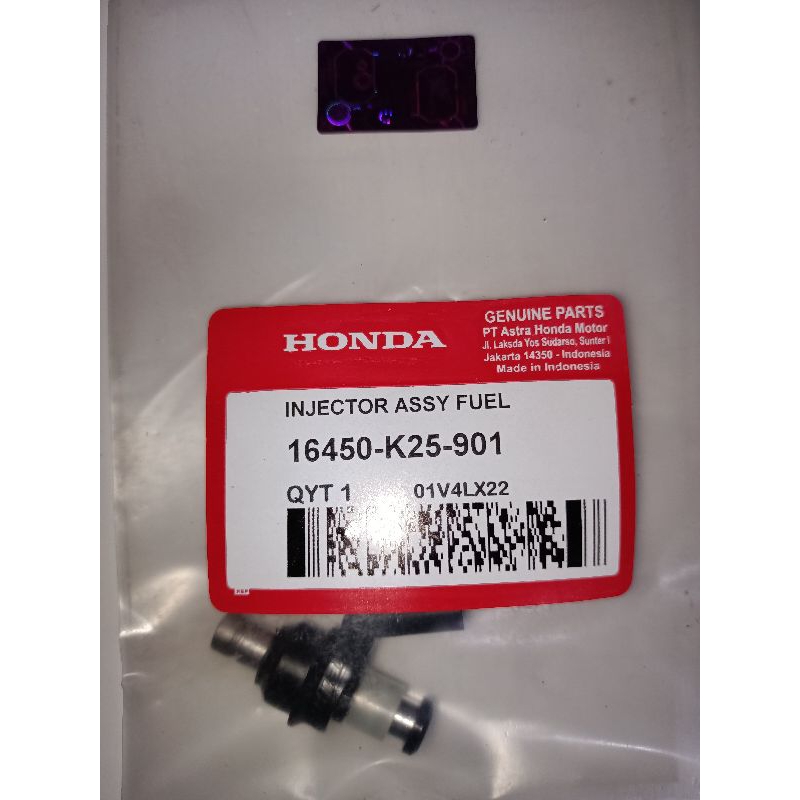 HONDA
GENUINE PARTS
PT Astra Honda Motor
Jl. Laksda Yos Sudarso, Sunter I
Jakarta 14350 - Indonesia
Made in Indonesia
INJECTOR ASSY FUEL
16450-K25-901
QYT 1 01V4LX22